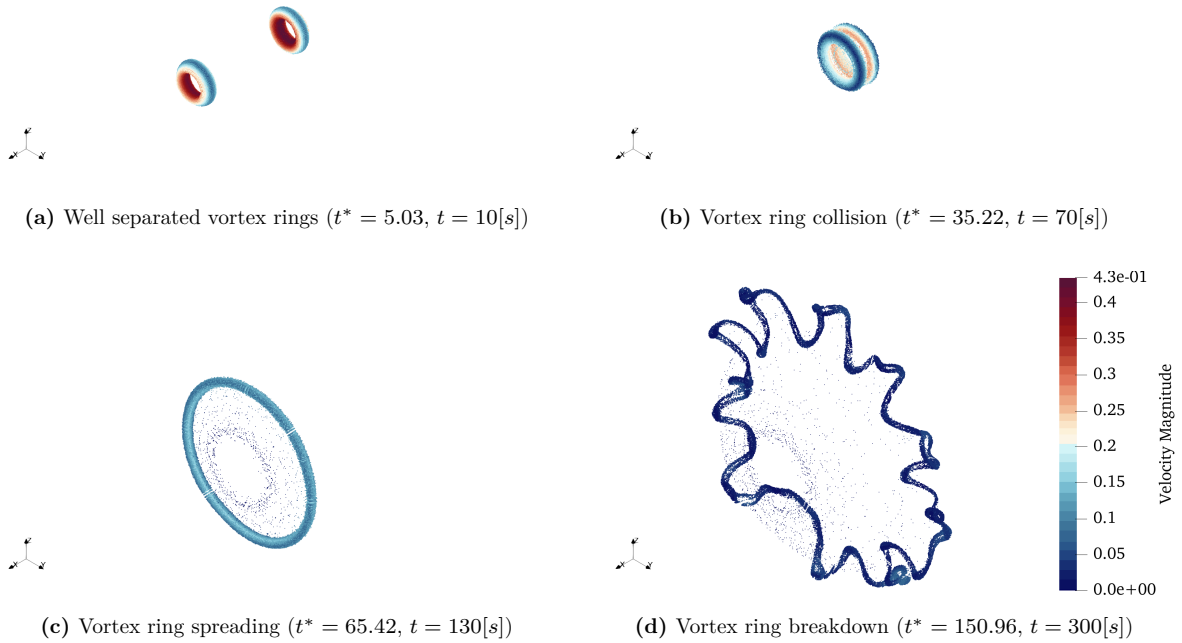 Z
X
Y
Z
X
Y
(a) Well separated vortex rings (t* = 5.03, t = 10[s])
(b) Vortex ring collision (t* = 35.22, t = 70[s])
4.3e-01
0.4
0.35
0.3
0.25
0.2
0.15
0.1
0.05
0.0e+00
Velocity Magnitude
Z
X
Y
Z
X
Y
(c) Vortex ring spreading (t* = 65.42, t = 130[s])
(d) Vortex ring breakdown (t* = 150.96, t = 300[s])